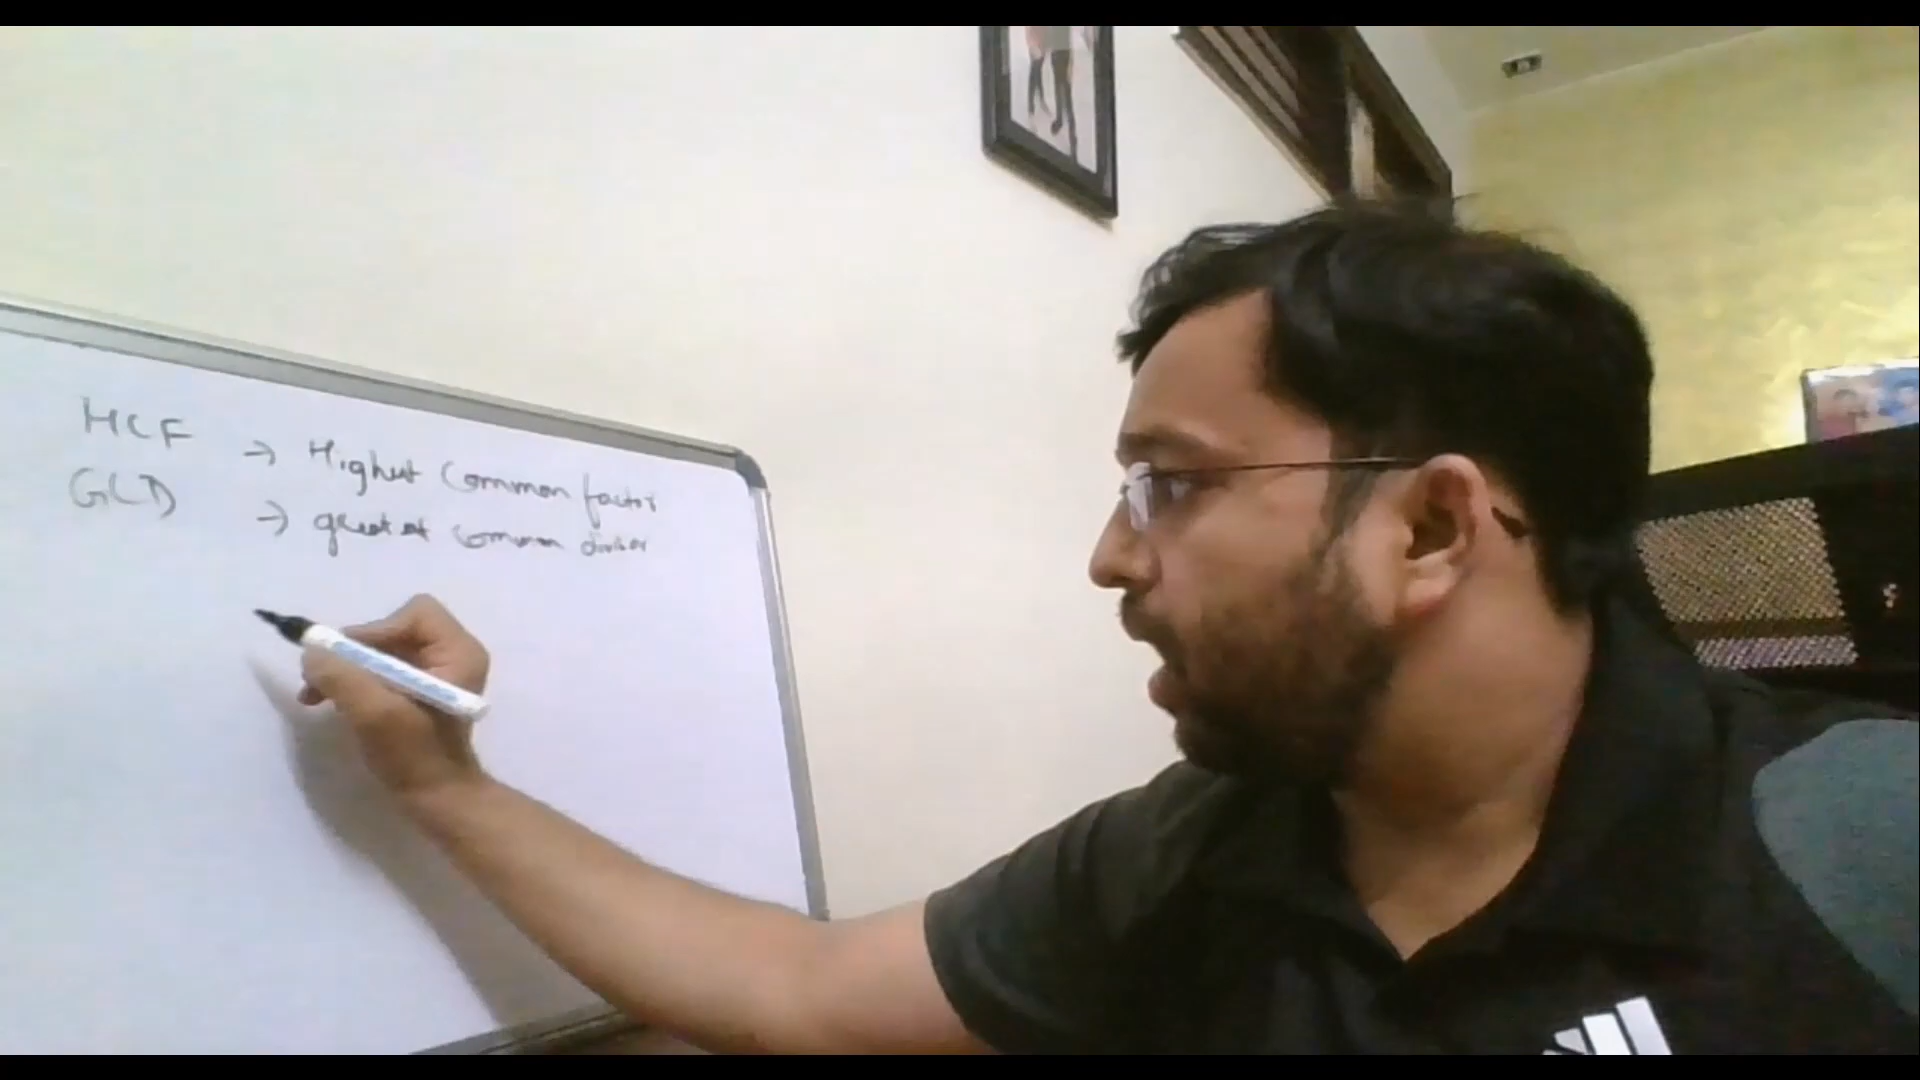 HCF → Highest Common factor
GCD → greatest common divisor